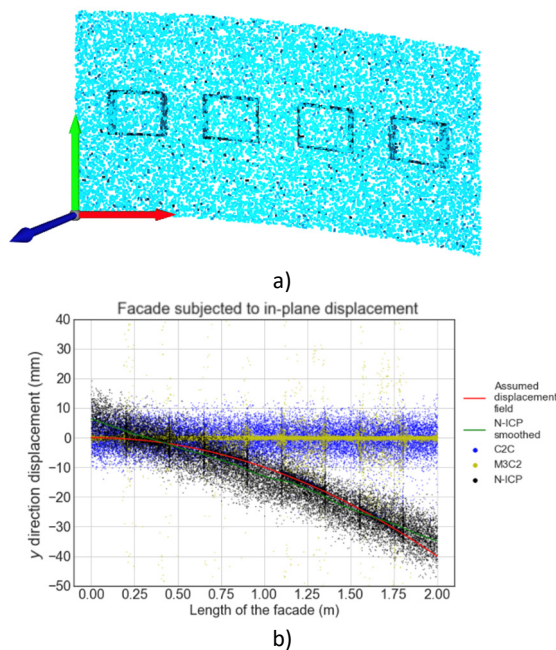 a)
Facade subjected to in-plane displacement
40
30
20
10
0
-10
-20
-30
-40
-50
y direction displacement (mm)
0.00 0.25 0.50 0.75 1.00 1.25 1.50 1.75 2.00
Length of the facade (m)
Assumed
displacement
field
N-ICP
smoothed
C2C
M3C2
N-ICP
b)